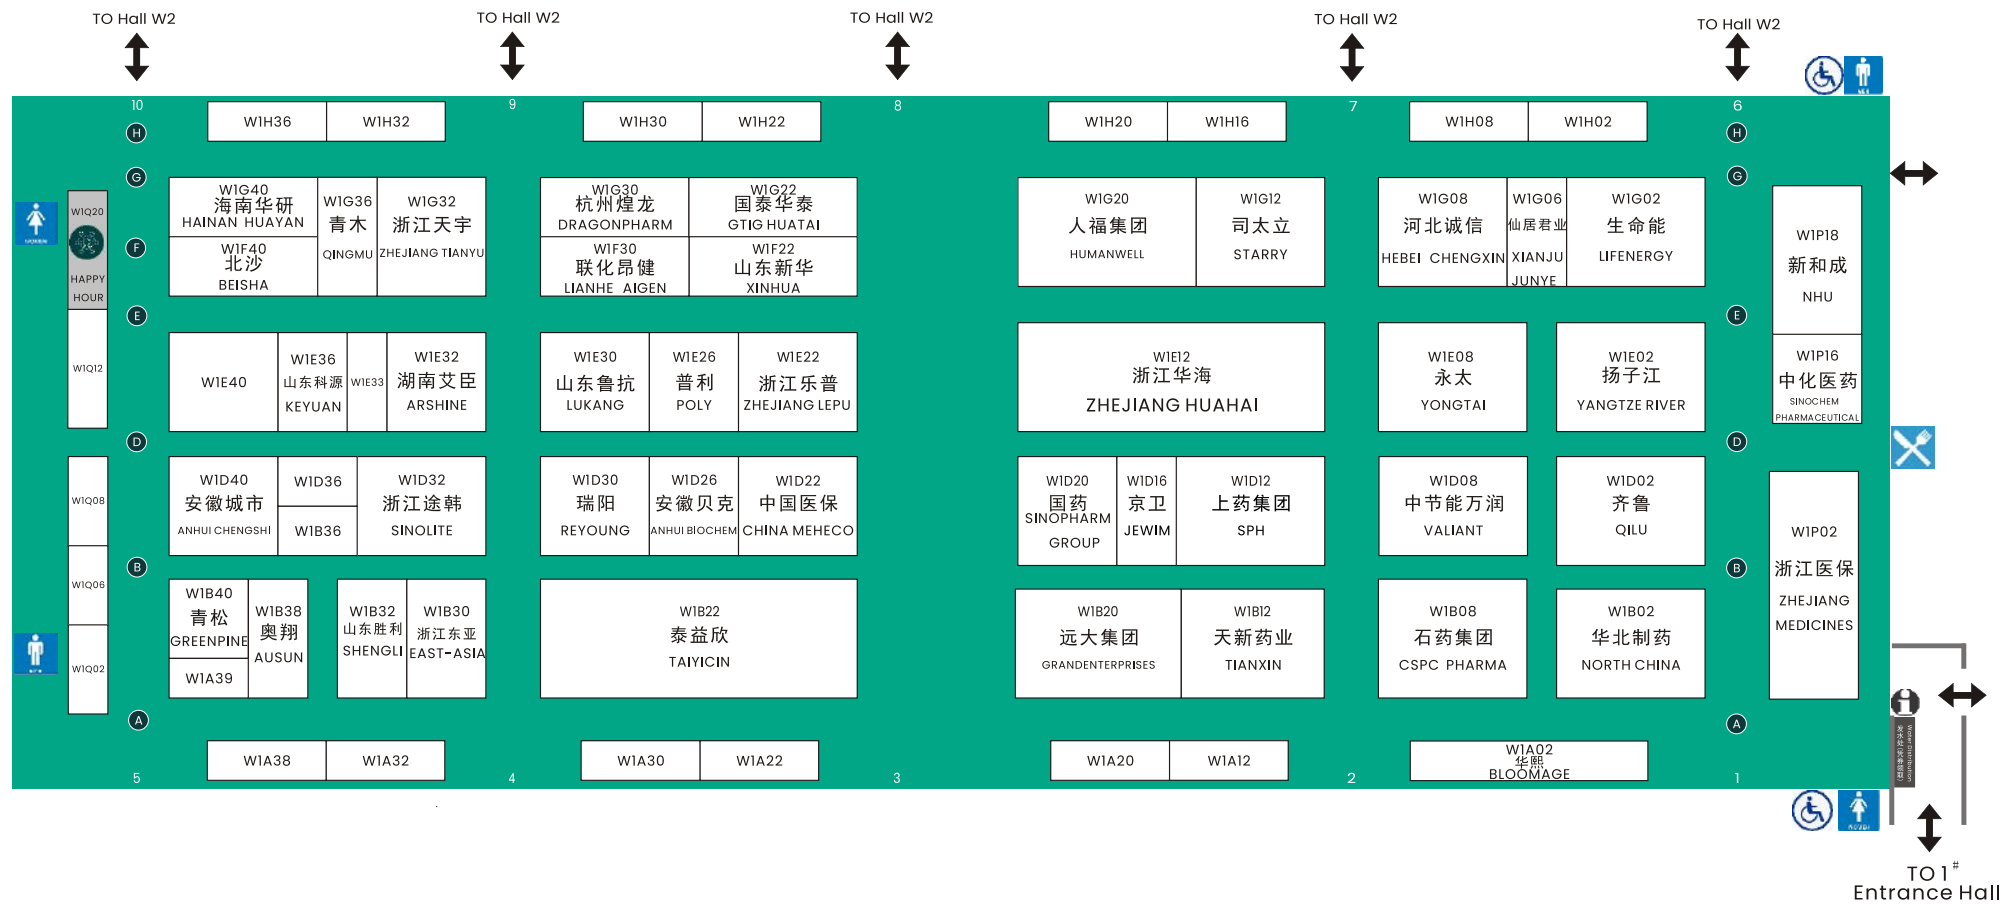 TO Hall W2
TO Hall W2
TO Hall W2
TO Hall W2
TO Hall W2
10
9
8
7
6
H
H
W1H36
W1H32
W1H30
W1H22
W1H20
W1H16
W1H08
W1H02
G
G
W1G40
海南华研
HAINAN HUAYAN
W1G36
青木
QINGMU
W1G32
浙江天宇
ZHEJIANG TIANYU
W1G30
杭州煌龙
DRAGONPHARM
W1G22
国泰华泰
GTIG HUATAI
W1G20
人福集团
HUMANWELL
W1G12
司太立
STARRY
W1G08
河北诚信
HEBEI CHENGXIN
W1G06
仙居君业
XIANJU
JUNYE
W1G02
生命能
LIFENERGY
W1Q20
HAPPY
HOUR
F
W1F40
北沙
BEISHA
W1F30
联化昂健
LIANHE AIGEN
W1F22
山东新华
XINHUA
W1P18
新和成
NHU
E
E
W1Q12
W1E40
W1E36
山东科源
KEYUAN
W1E33
W1E32
湖南艾臣
ARSHINE
W1E30
山东鲁抗
LUKANG
W1E26
普利
POLY
W1E22
浙江乐普
ZHEJIANG LEPU
W1E12
浙江华海
ZHEJIANG HUAHAI
W1E08
永太
YONGTAI
W1E02
扬子江
YANGTZE RIVER
W1P16
中化医药
SINOCHEM
PHARMACEUTICAL
D
D
W1Q08
W1D40
安徽城市
ANHUI CHENGSHI
W1D36
W1B36
W1D32
浙江途韩
SINOLITE
W1D30
瑞阳
REYOUNG
W1D26
安徽贝克
ANHUI BIOCHEM
W1D22
中国医保
CHINA MEHECO
W1D20
国药
SINOPHARM
GROUP
W1D16
京卫
JEWIM
W1D12
上药集团
SPH
W1D08
中节能万润
VALIANT
W1D02
齐鲁
QILU
W1P02
浙江医保
ZHEJIANG
MEDICINES
B
B
W1Q06
W1Q02
W1B40
青松
GREENPINE
W1A39
W1B38
奥翔
AUSUN
W1B32
山东胜利
SHENGLI
W1B30
浙江东亚
EAST-ASIA
W1B22
泰益欣
TAIYICIN
W1B20
远大集团
GRANDENTERPRISES
W1B12
天新药业
TIANXIN
W1B08
石药集团
CSPC PHARMA
W1B02
华北制药
NORTH CHINA
A
A
W1A38
W1A32
W1A30
W1A22
W1A20
W1A12
W1A02
华熙
BLOOMAGE
5
4
3
2
1
i
Water Distribution
TO 1#
Entrance Hall